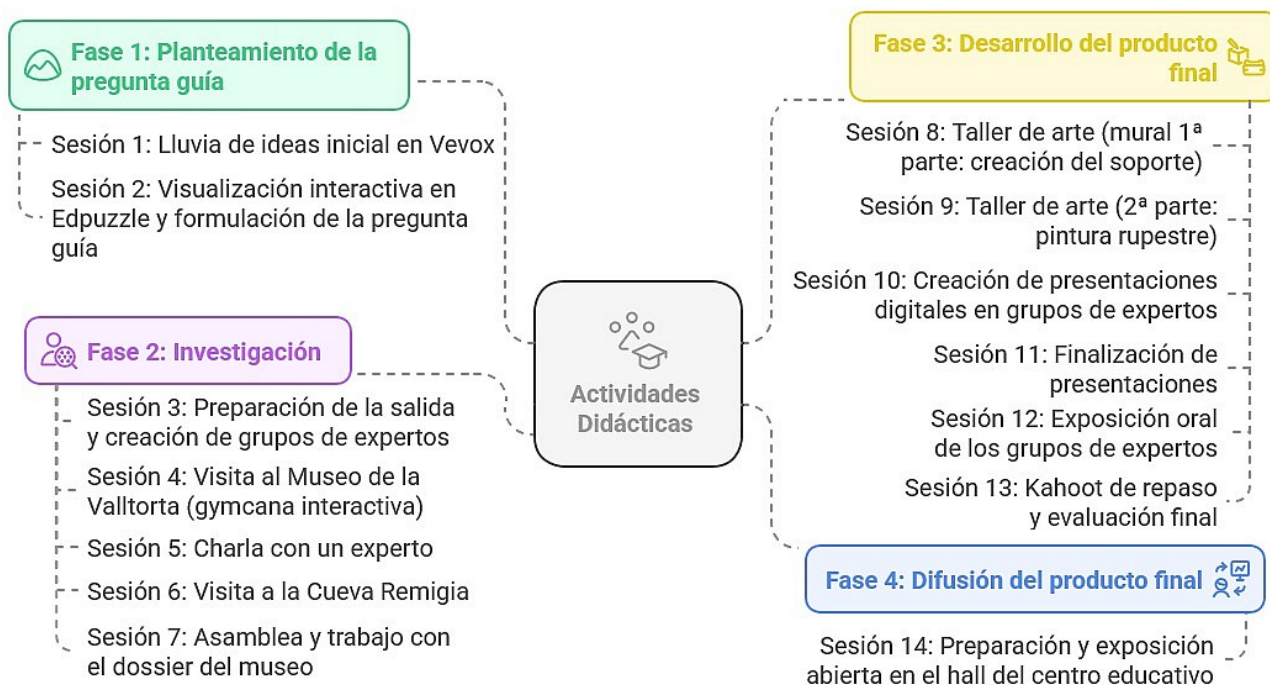 Fase 1: Planteamiento de la
pregunta guía
Sesión 1: Lluvia de ideas inicial en Vevox
Sesión 2: Visualización interactiva en
Edpuzzle y formulación de la pregunta
guía
Fase 2: Investigación
Sesión 3: Preparación de la salida
y creación de grupos de expertos
Sesión 4: Visita al Museo de la
Valltorta (gymcana interactiva)
Sesión 5: Charla con un experto
Sesión 6: Visita a la Cueva Remigia
Sesión 7: Asamblea y trabajo con
el dossier del museo
Actividades
Didácticas
Fase 3: Desarrollo del producto
final
Sesión 8: Taller de arte (mural 1ª
parte: creación del soporte)
Sesión 9: Taller de arte (2ª parte:
pintura rupestre)
Sesión 10: Creación de presentaciones
digitales en grupos de expertos
Sesión 11: Finalización de
presentaciones
Sesión 12: Exposición oral
de los grupos de expertos
Sesión 13: Kahoot de repaso
y evaluación final
Fase 4: Difusión del producto final
Sesión 14: Preparación y exposición
abierta en el hall del centro educativo